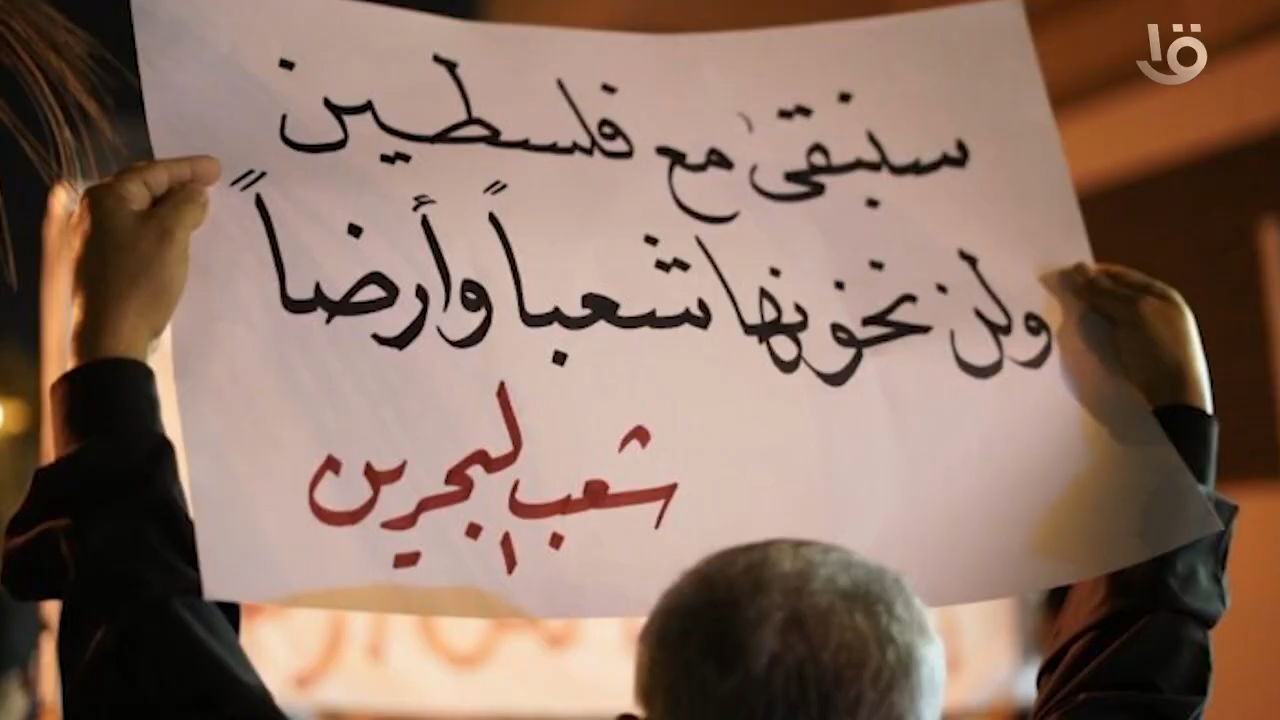 سنبقى مع فلسطين
ولن نخونها شعباً وأرضاً
شعب البحرين